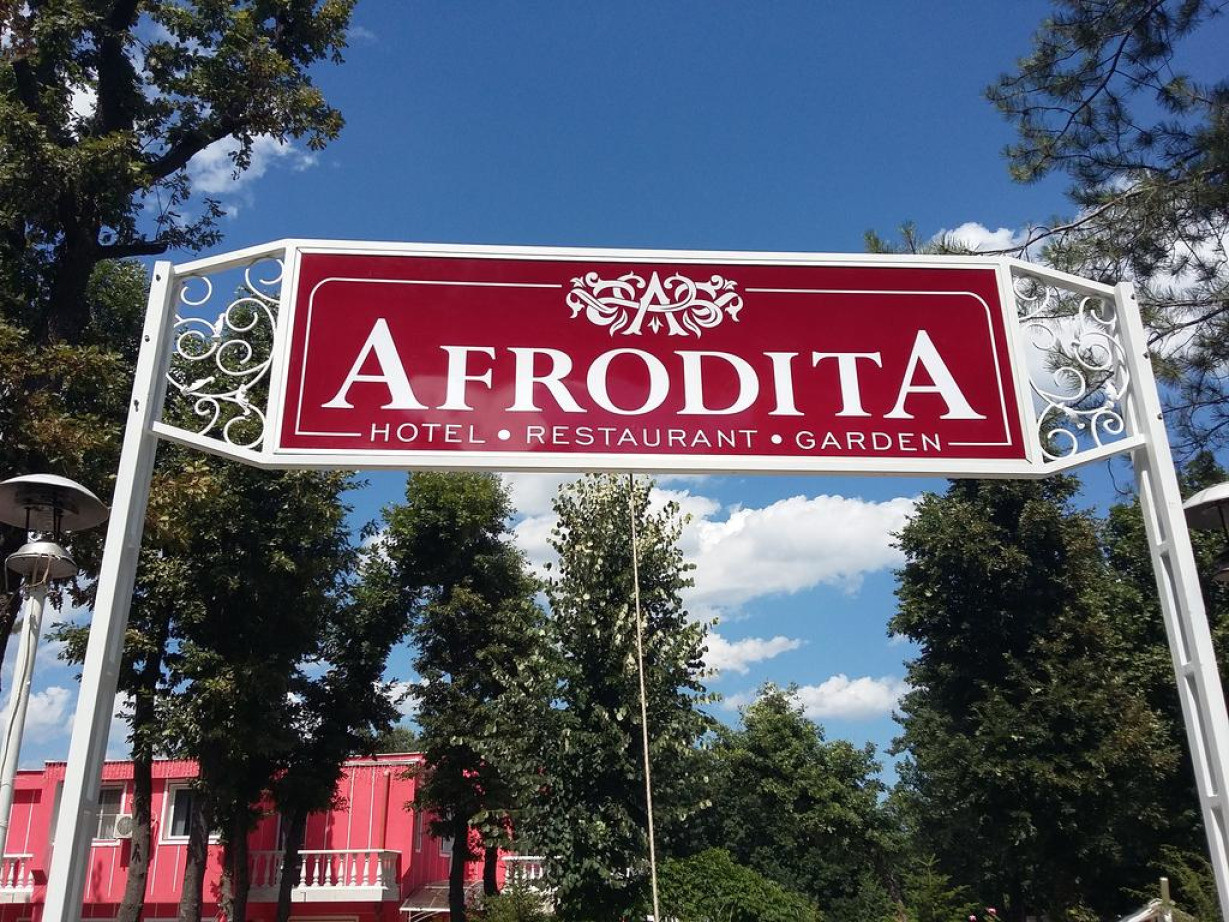 AFRODITA
HOTEL • RESTAURANT • GARDEN